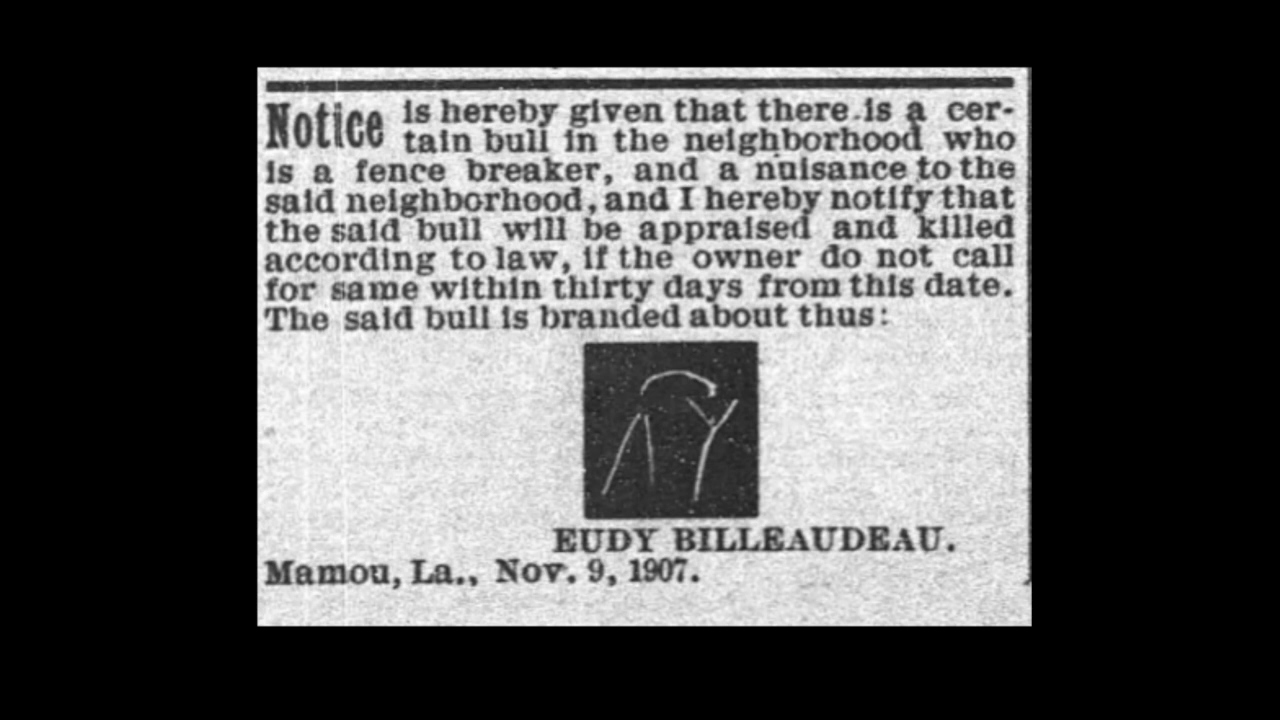 Notice is hereby given that there is a cer-
tain bull in the neighborhood who
is a fence breaker, and a nuisance to the
said neighborhood, and I hereby notify that
the said bull will be appraised and killed
according to law, if the owner do not call
for same within thirty days from this date.
The said bull is branded about thus:
EUDY BILLEAUDEAU.
Mamou, La., Nov. 9, 1907.